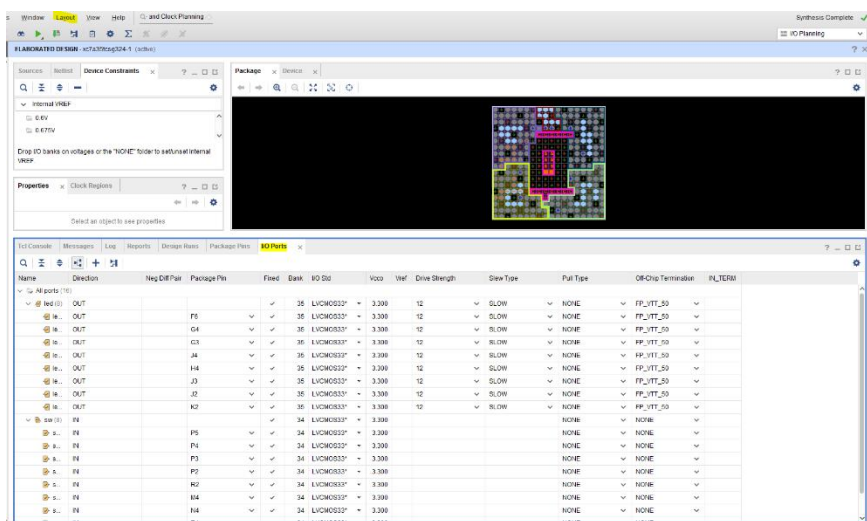 s Window Layout View Help Q- and Clock Planning
Synthesis Complete
I/O Planning
ELABORATED DESIGN - (active)
Sources Netlist Device Constraints
Internal VREF
0.6V
0.675V
Drop I/O banks on voltages or the "NONE" folder to set/unset Internal
VREF.
Properties Clock Regions
Select an object to see properties
Package Device
Tcl Console Messages Log Reports Design Runs Package Pins I/O Ports
Name Direction Neg Diff Pair Package Pin Fixed Bank I/O Std Vcco Vref Drive Strength Slew Type Pull Type Off-Chip Termination IN_TERM
All ports (16)
led (8) OUT 35 LVCMOS33* 3.300 12 SLOW NONE FP_VTT_50
le... OUT F6 35 LVCMOS33* 3.300 12 SLOW NONE FP_VTT_50
le... OUT G4 35 LVCMOS33* 3.300 12 SLOW NONE FP_VTT_50
le... OUT G3 35 LVCMOS33* 3.300 12 SLOW NONE FP_VTT_50
le... OUT J4 35 LVCMOS33* 3.300 12 SLOW NONE FP_VTT_50
le... OUT H4 35 LVCMOS33* 3.300 12 SLOW NONE FP_VTT_50
le... OUT J3 35 LVCMOS33* 3.300 12 SLOW NONE FP_VTT_50
le... OUT J2 35 LVCMOS33* 3.300 12 SLOW NONE FP_VTT_50
le... OUT K2 35 LVCMOS33* 3.300 12 SLOW NONE FP_VTT_50
sw (8) IN 34 LVCMOS33* 3.300 NONE NONE
s... IN P5 34 LVCMOS33* 3.300 NONE NONE
s... IN P4 34 LVCMOS33* 3.300 NONE NONE
s... IN P3 34 LVCMOS33* 3.300 NONE NONE
s... IN P2 34 LVCMOS33* 3.300 NONE NONE
s... IN R2 34 LVCMOS33* 3.300 NONE NONE
s... IN M4 34 LVCMOS33* 3.300 NONE NONE
s... IN N4 34 LVCMOS33* 3.300 NONE NONE